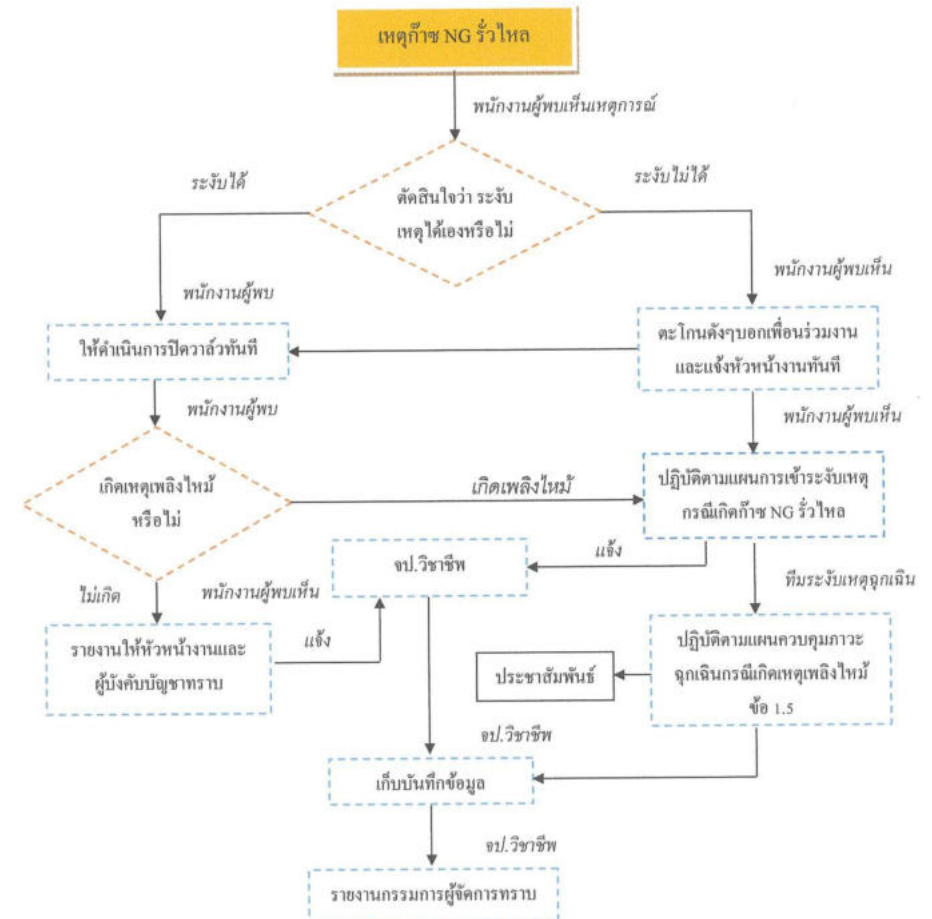 เหตุก๊าซ NG รั่วไหล
พนักงานผู้พบเห็นเหตุการณ์
ระงับได้
ระงับไม่ได้
ตัดสินใจว่า ระงับ
เหตุได้เองหรือไม่
พนักงานผู้พบ
พนักงานผู้พบเห็น
ให้ดำเนินการปิดวาล์วทันที
ตะโกนดังๆบอกเพื่อนร่วมงาน
และแจ้งหัวหน้างานทันที
พนักงานผู้พบ
พนักงานผู้พบเห็น
เกิดเหตุเพลิงไหม้
หรือไม่
เกิดเพลิงไหม้
ปฏิบัติตามแผนการเข้าระงับเหตุ
กรณีเกิดก๊าซ NG รั่วไหล
แจ้ง
จป.วิชาชีพ
ไม่เกิด
พนักงานผู้พบเห็น
ทีมระงับเหตุฉุกเฉิน
รายงานให้หัวหน้างานและ
ผู้บังคับบัญชาทราบ
แจ้ง
ประชาสัมพันธ์
ปฏิบัติตามแผนควบคุมภาวะ
ฉุกเฉินกรณีเกิดเหตุเพลิงไหม้
ข้อ 1.5
จป.วิชาชีพ
เก็บบันทึกข้อมูล
จป.วิชาชีพ
รายงานกรรมการผู้จัดการทราบ